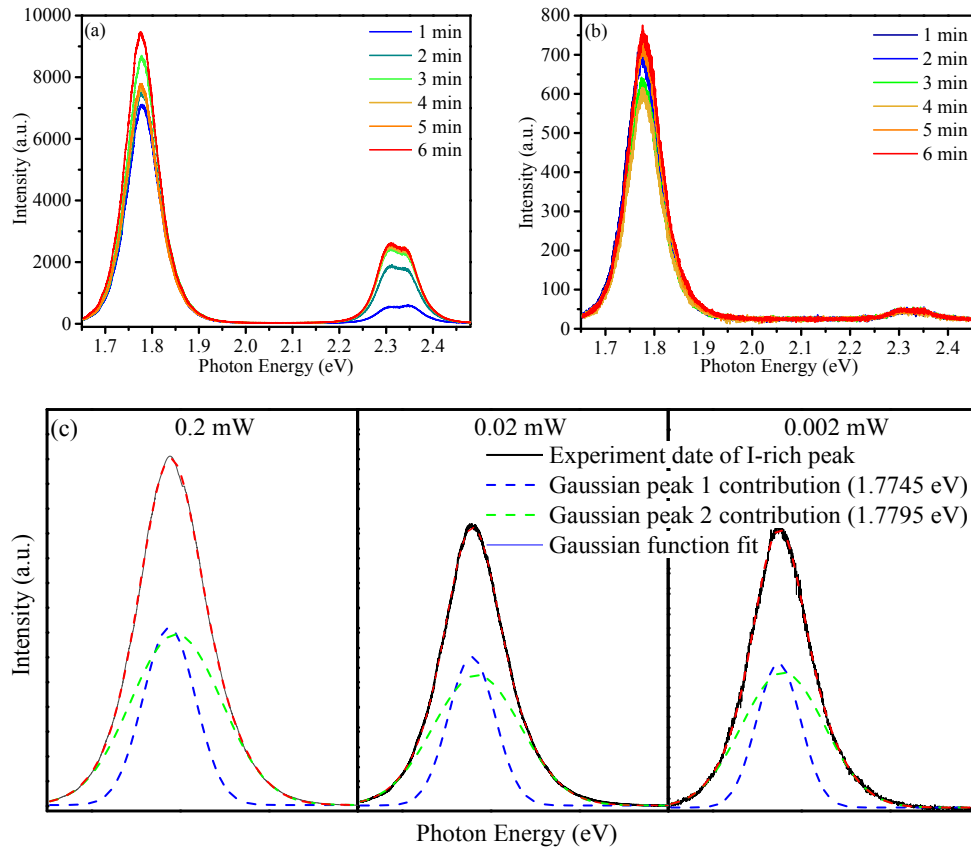 (a)
1 min
2 min
3 min
4 min
5 min
6 min
10000
8000
6000
4000
2000
0
Intensity (a.u.)
1.7 1.8 1.9 2.0 2.1 2.2 2.3 2.4
Photon Energy (eV)
(b)
1 min
2 min
3 min
4 min
5 min
6 min
800
700
600
500
400
300
200
100
0
Intensity (a.u.)
1.6 1.7 1.8 1.9 2.0 2.1 2.2 2.3 2.4
Photon Energy (eV)
(c)
0.2 mW
0.02 mW
0.002 mW
Experiment date of I-rich peak
Gaussian peak 1 contribution (1.7745 eV)
Gaussian peak 2 contribution (1.7795 eV)
Gaussian function fit
Intensity (a.u.)
Photon Energy (eV)